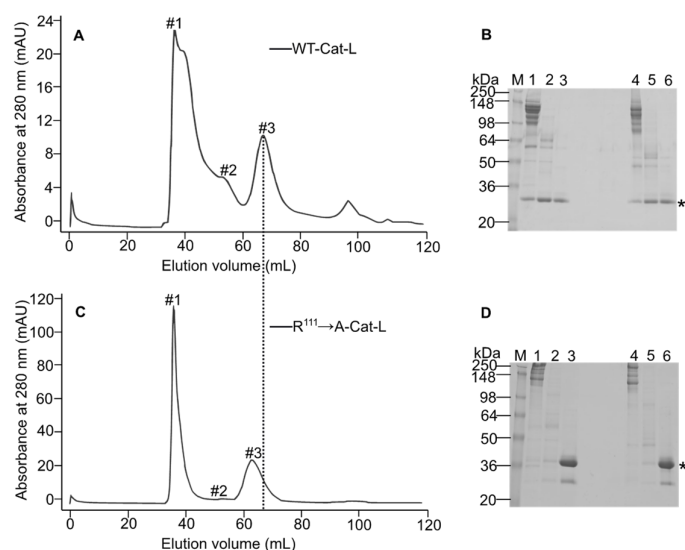 A
#1
#2
#3
WT-Cat-L
Absorbance at 280 nm (mAU)
24
20
16
12
8
4
0
0 20 40 60 80 100 120
Elution volume (mL)
B
kDa M 1 2 3 4 5 6
250
148
98
64
50
36
20
*
C
#1
#2
#3
R¹¹¹→A-Cat-L
Absorbance at 280 nm (mAU)
120
100
80
60
40
20
0
0 20 40 60 80 100 120
Elution volume (mL)
D
kDa M 1 2 3 4 5 6
250
148
98
64
50
36
20
*